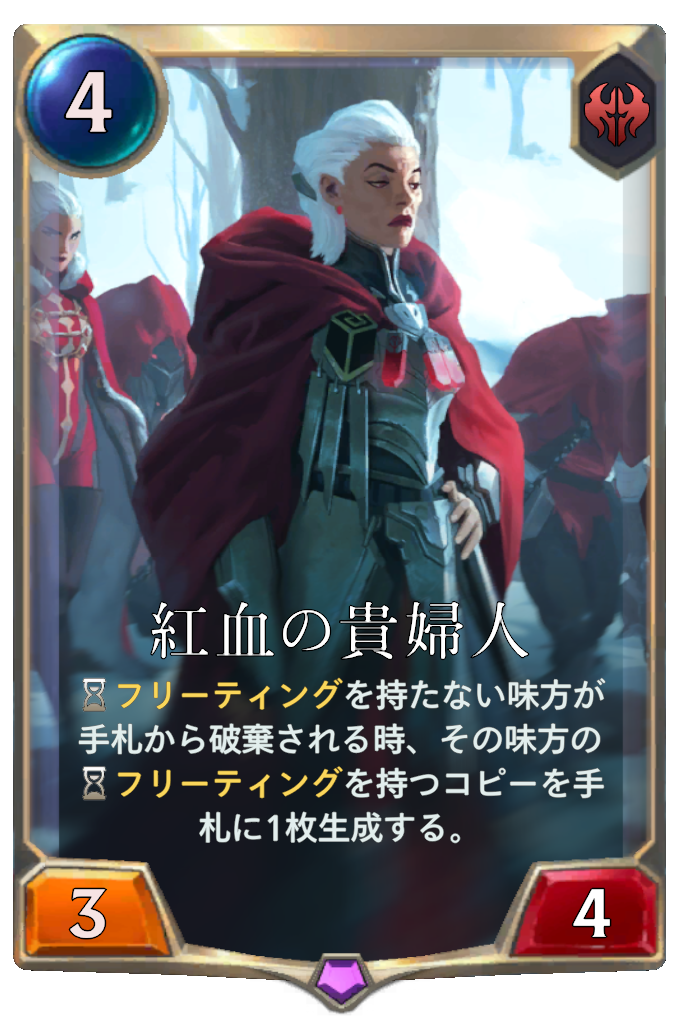 4
紅血の貴婦人
フリーティングを持たない味方が
手札から破棄される時、その味方の
フリーティングを持つコピーを手
札に1枚生成する。
3
4